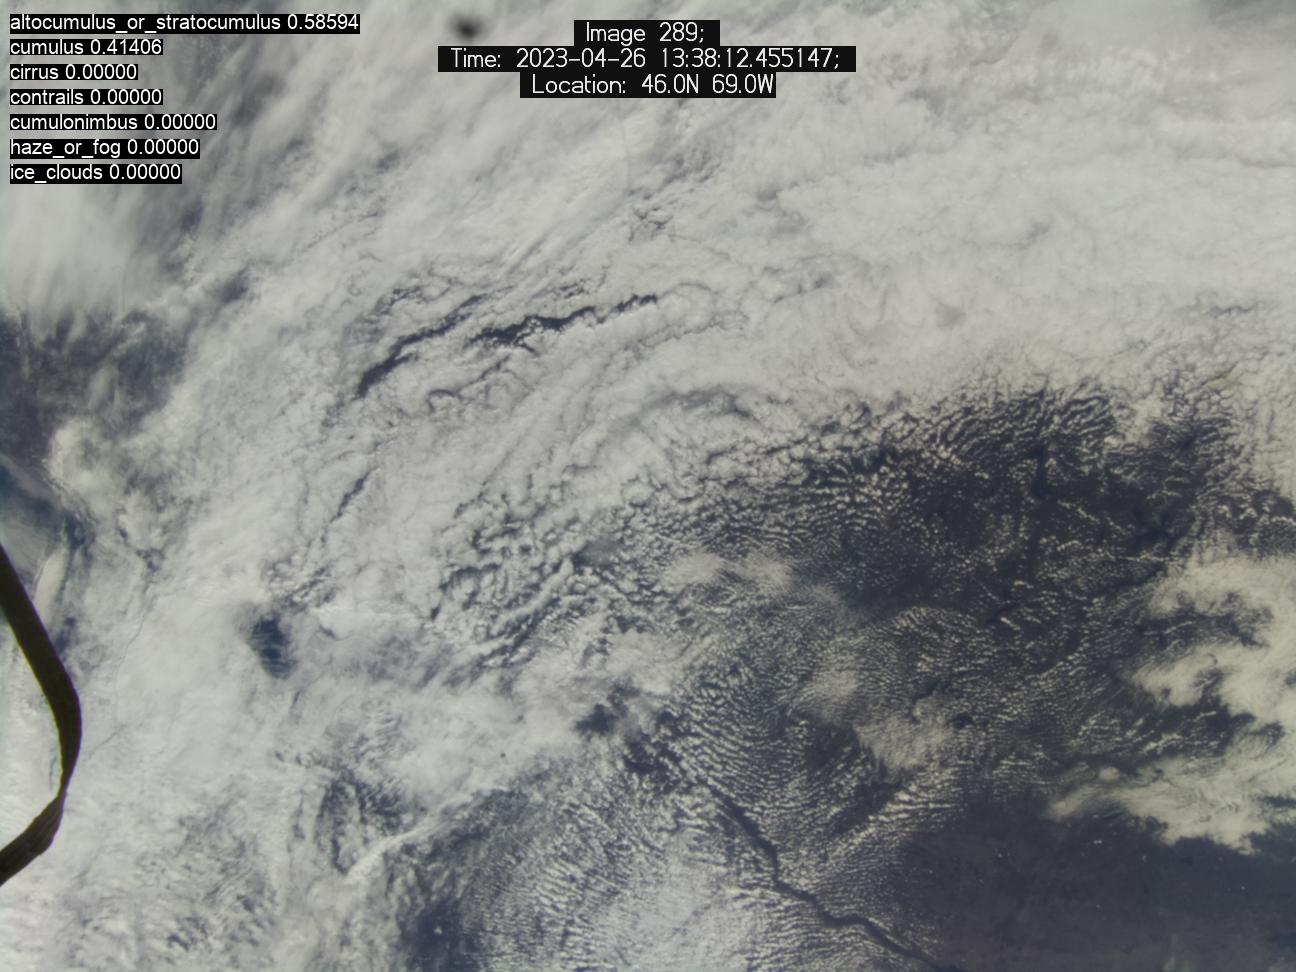 altocumulus_or_stratocumulus 0.58594
cumulus 0.41406
cirrus 0.00000
contrails 0.00000
cumulonimbus 0.00000
haze_or_fog 0.00000
ice_clouds 0.00000
Image 289;
Time: 2023-04-26 13:38:12.455147;
Location: 46.0N 69.0W